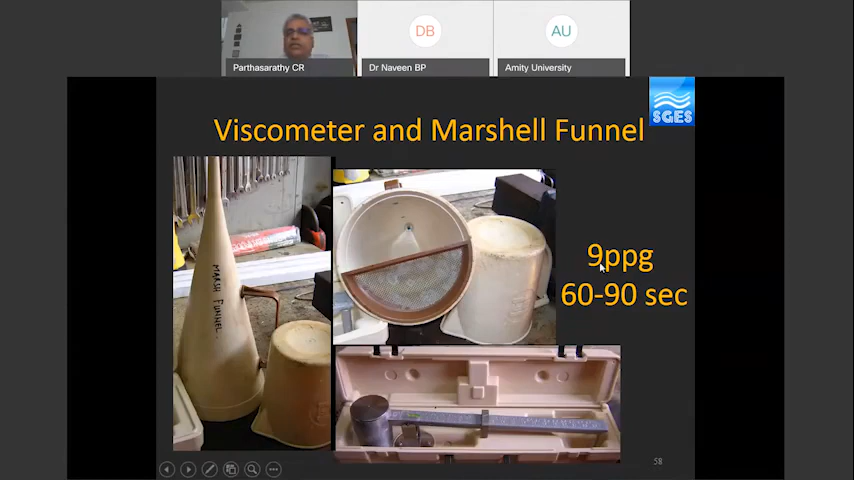 DB
AU
Parthasarathy CR
Dr Naveen BP
Amity University
SGES
Viscometer and Marshell Funnel
MARSH FUNNEL
9ppg
60-90 sec
58